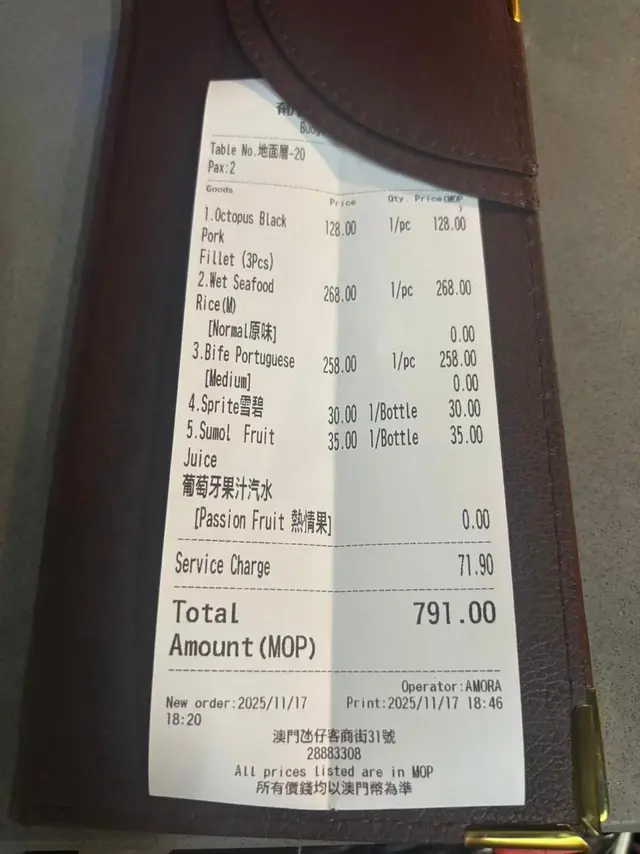 Table No.地面層-20
Pax:2
Goods Price Qty. Price(MOP
)
1.Octopus Black 128.00 1/pc 128.00
Pork
Fillet (3Pcs)
2.Wet Seafood 268.00 1/pc 268.00
Rice(M)
[Normal原味] 0.00
3.Bife Portuguese 258.00 1/pc 258.00
[Medium] 0.00
4.Sprite雪碧 30.00 1/Bottle 30.00
5.Sumol Fruit 35.00 1/Bottle 35.00
Juice
葡萄牙果汁汽水
[Passion Fruit 熱情果] 0.00
Service Charge 71.90
Total 791.00
Amount(MOP)
Operator:AMORA
New order:2025/11/17 Print:2025/11/17 18:46
18:20
澳門氹仔客商街31號
28883308
All prices listed are in MOP
所有價錢均以澳門幣為準